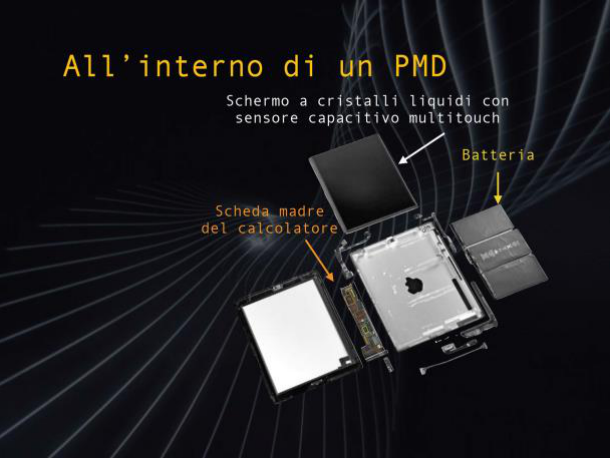 All’interno di un PMD
Schermo a cristalli liquidi con
sensore capacitivo multitouch
Batteria
Scheda madre
del calcolatore